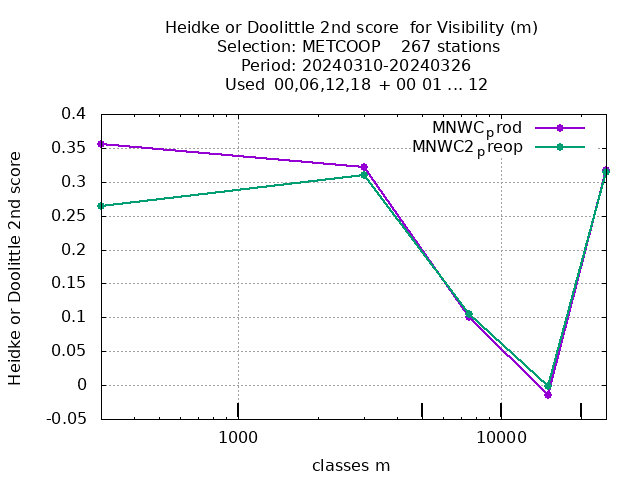 Heidke or Doolittle 2nd score  for Visibility (m)
Selection: METCOOP    267 stations
Period: 20240310-20240326
Used  00,06,12,18 + 00 01 ... 12
MNWCprod
MNWC2preop
0.4
0.35
0.3
0.25
0.2
0.15
0.1
0.05
0
-0.05
Heidke or Doolittle 2nd score
1000
10000
classes m